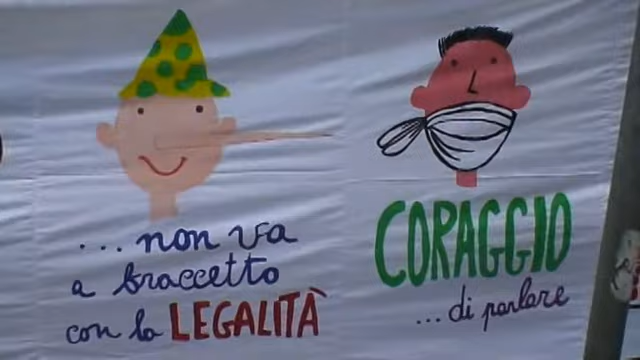 ... non va
a braccetto
con la LEGALITÀ
CORAGGIO
... di parlare